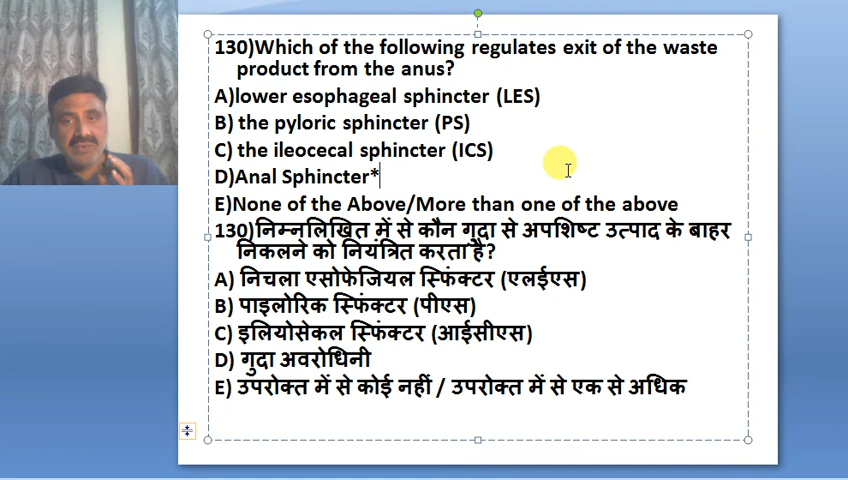 130)Which of the following regulates exit of the waste
product from the anus?
A)lower esophageal sphincter (LES)
B) the pyloric sphincter (PS)
C) the ileocecal sphincter (ICS)
D)Anal Sphincter*
E)None of the Above/More than one of the above
130)निम्नलिखित में से कौन गुदा से अपशिष्ट उत्पाद के बाहर
निकलने को नियंत्रित करता है?
A) निचला एसोफेजियल स्फिंक्टर (एलईएस)
B) पाइलोरिक स्फिंक्टर (पीएस)
C) इलियोसेकल स्फिंक्टर (आईसीएस)
D) गुदा अवरोधिनी
E) उपरोक्त में से कोई नहीं / उपरोक्त में से एक से अधिक